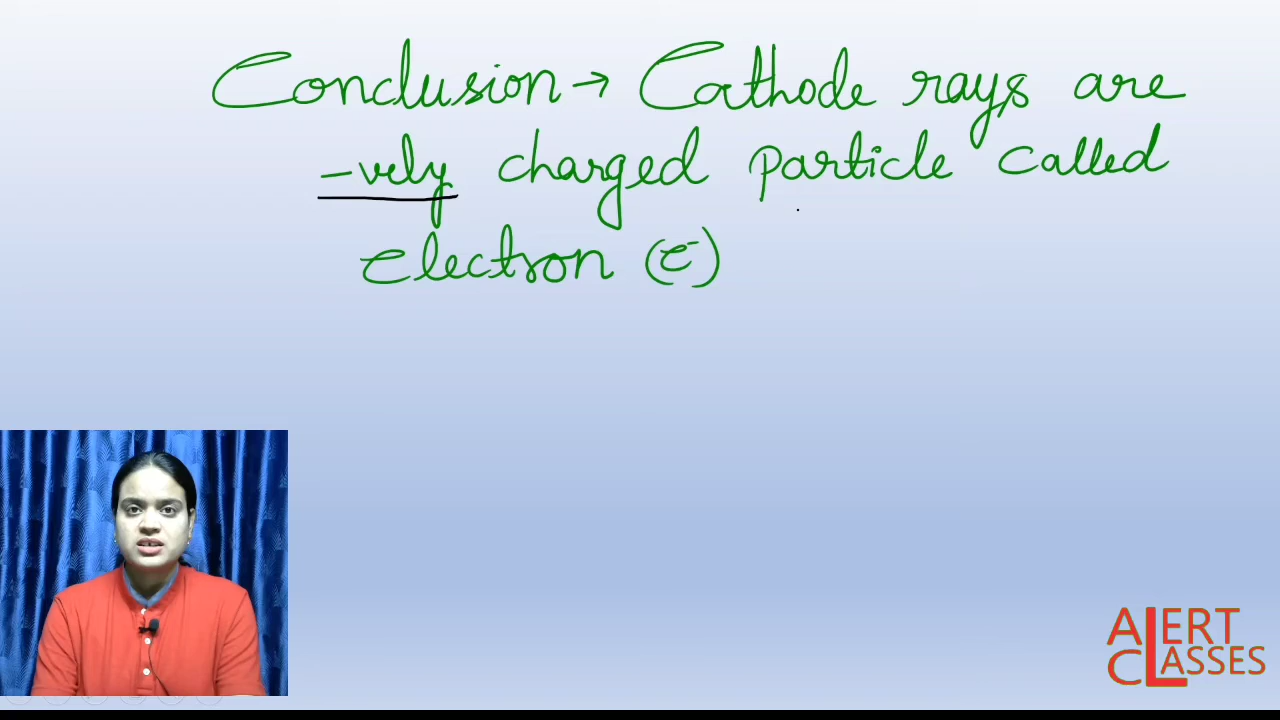 Conclusion → Cathode rays are
-vely charged particle called
electron (e⁻)
ALERT
CLASSES